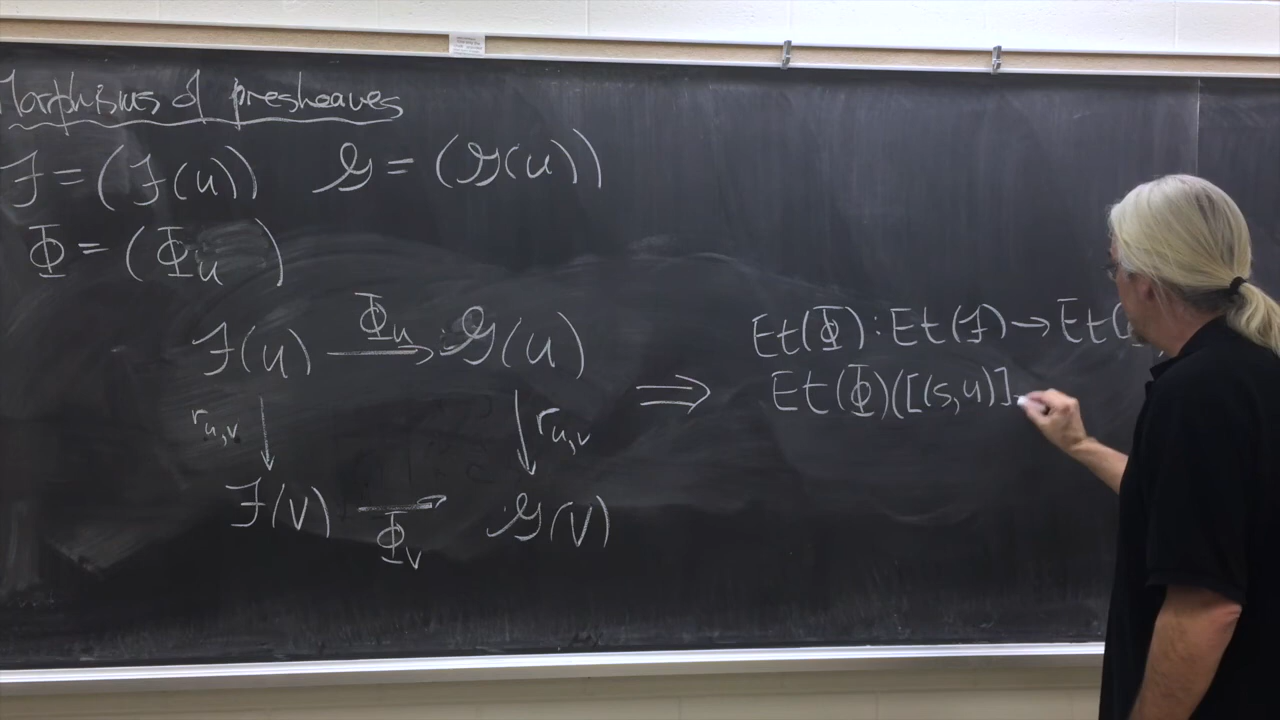 Morphisms of presheaves
ℱ = (ℱ(U)) 𝒢 = (𝒢(U))
Φ = (Φ_U )
ℱ(U) Φ_U → 𝒢(U)
r_{U,V} ↓ ↓ r_{U,V}
ℱ(V) → Φ_V 𝒢(V)
⇒
Et(Φ) : Et(ℱ) → Et(
Et(Φ)([(s,U)]